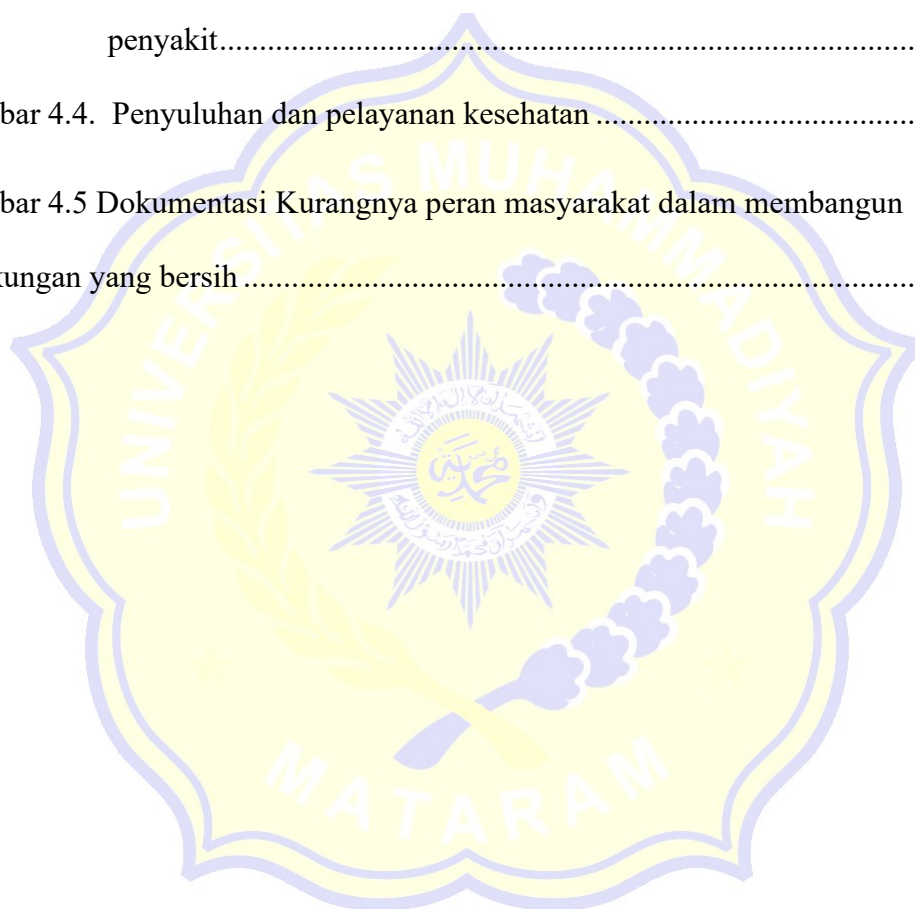 penyakit...................................................................................
bar 4.4. Penyuluhan dan pelayanan kesehatan .......................................
bar 4.5 Dokumentasi Kurangnya peran masyarakat dalam membangun
kungan yang bersih ...................................................................................
UNIVERSITAS MUHAMMADIYAH
MATARAM